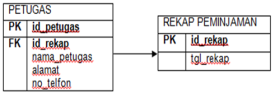 PETUGAS
PK id_petugas
FK id_rekap
nama_petugas
alamat
no_telfon
REKAP PEMINJAMAN
PK id_rekap
tgl_rekap